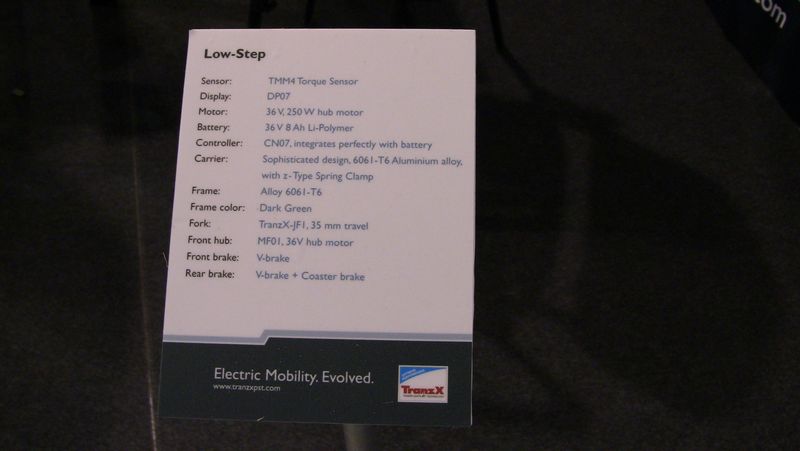 Low-Step
Sensor: TMM4 Torque Sensor
Display: DP07
Motor: 36 V, 250 W hub motor
Battery: 36 V 8 Ah Li-Polymer
Controller: CN07, integrates perfectly with battery
Carrier: Sophisticated design, 6061-T6 Aluminium alloy,
with z-Type Spring Clamp
Frame: Alloy 6061-T6
Frame color: Dark Green
Fork: TranzX-JF1, 35 mm travel
Front hub: MF01, 36V hub motor
Front brake: V-brake
Rear brake: V-brake + Coaster brake
Electric Mobility. Evolved.
www.tranzxpst.com
TranzX
.com